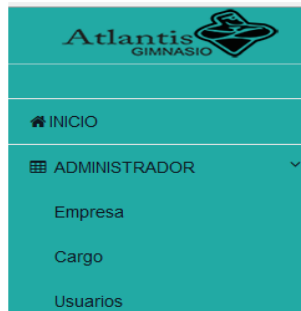 Atlantis
GIMNASIO
INICIO
ADMINISTRADOR
Empresa
Cargo
Usuarios